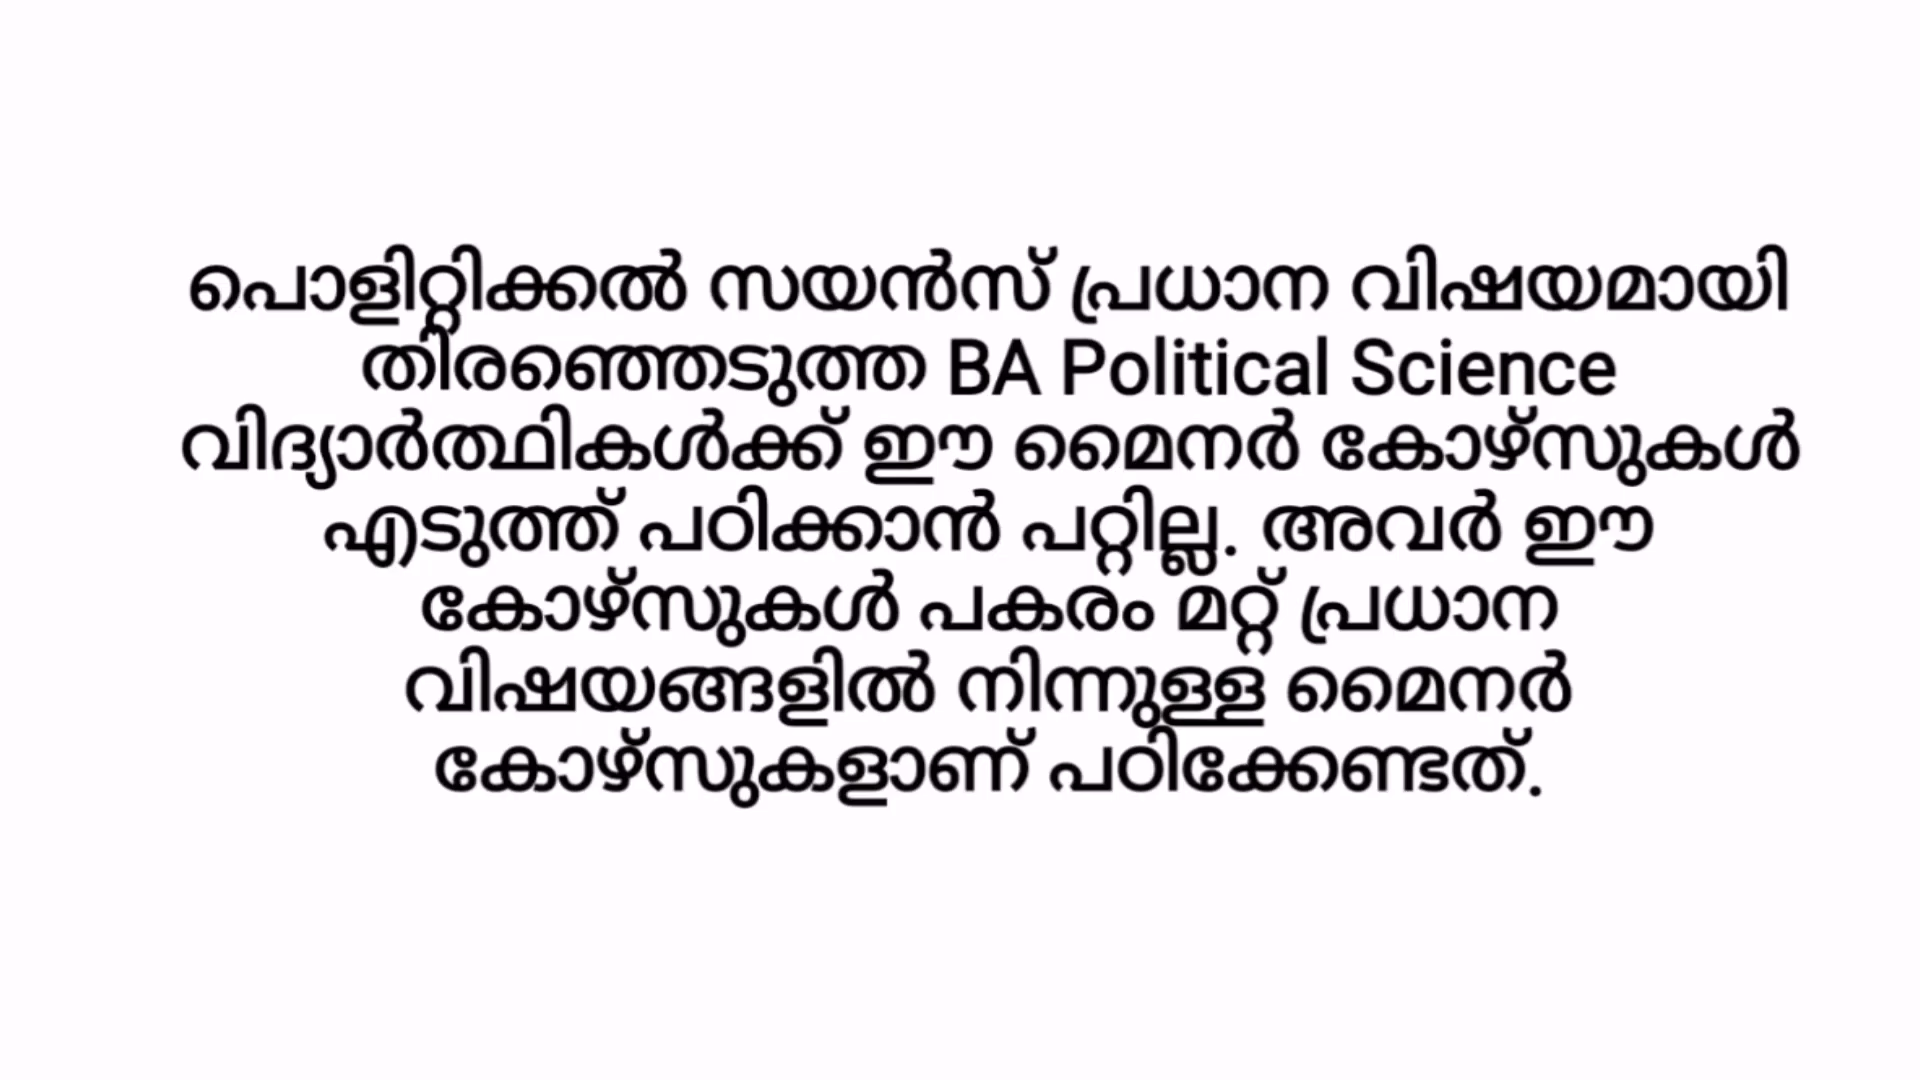 പൊളിറ്റിക്കൽ സയൻസ് പ്രധാന വിഷയമായി
തിരഞ്ഞെടുത്ത BA Political Science
വിദ്യാർത്ഥികൾക്ക് ഈ മൈനർ കോഴ്സുകൾ
എടുത്ത് പഠിക്കാൻ പറ്റില്ല. അവർ ഈ
കോഴ്സുകൾ പകരം മറ്റ് പ്രധാന
വിഷയങ്ങളിൽ നിന്നുള്ള മൈനർ
കോഴ്സുകളാണ് പഠിക്കേണ്ടത്.